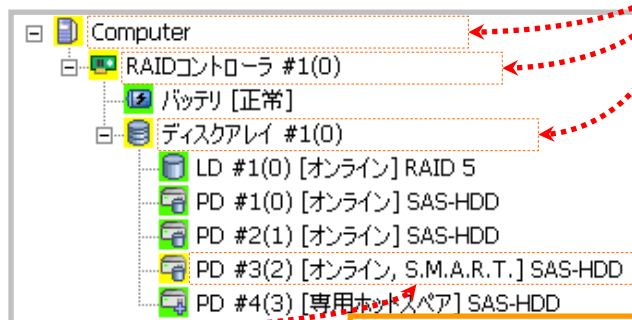 Computer
RAIDコントローラ #1(0)
バッテリ [正常]
ディスクアレイ #1(0)
LD #1(0) [オンライン] RAID 5
PD #1(0) [オンライン] SAS-HDD
PD #2(1) [オンライン] SAS-HDD
PD #3(2) [オンライン, S.M.A.R.T.] SAS-HDD
PD #4(3) [専用ホットスペア] SAS-HDD